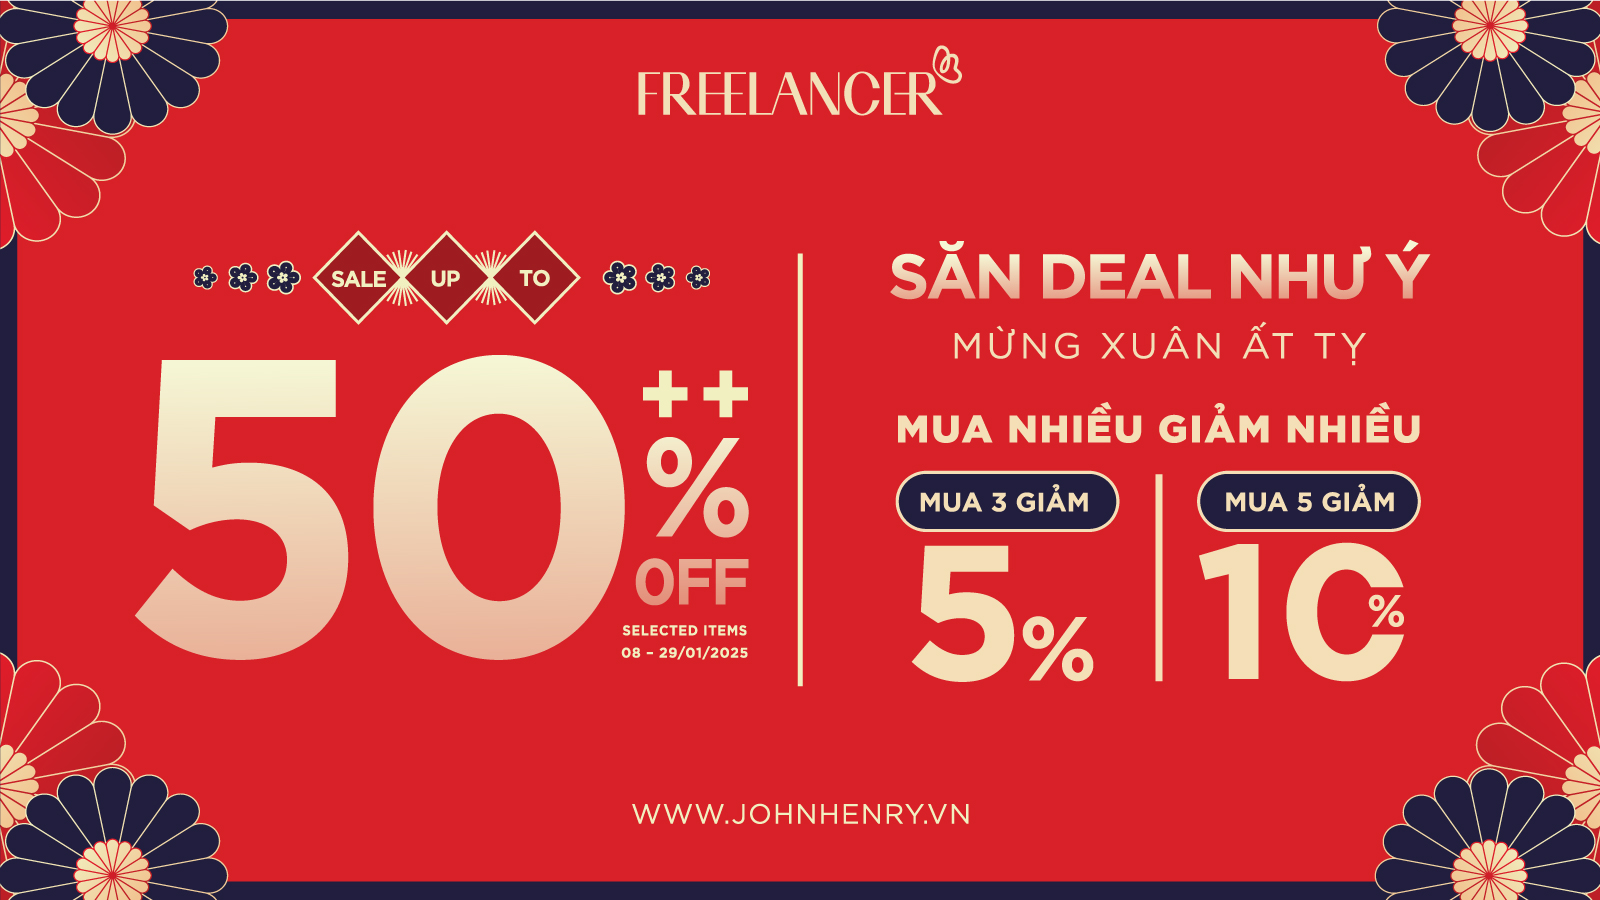 FREELANCER
SALE UP TO
50++% OFF
SELECTED ITEMS
08 – 29/01/2025
SĂN DEAL NHƯ Ý
MỪNG XUÂN ẤT TỴ
MUA NHIỀU GIẢM NHIỀU
MUA 3 GIẢM
5%
MUA 5 GIẢM
10%
WWW.JOHNHENRY.VN